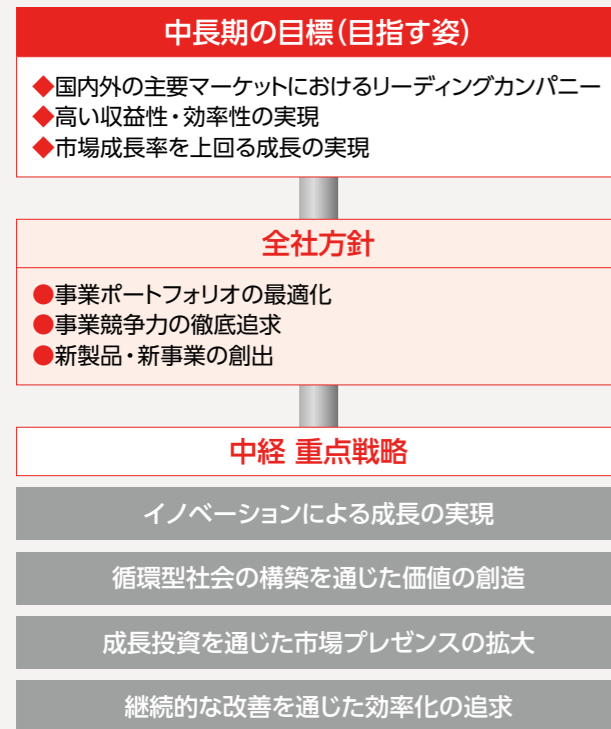 中長期の目標(目指す姿)
◆国内外の主要マーケットにおけるリーディングカンパニー
◆高い収益性・効率性の実現
◆市場成長率を上回る成長の実現
全社方針
●事業ポートフォリオの最適化
●事業競争力の徹底追求
●新製品・新事業の創出
中経 重点戦略
イノベーションによる成長の実現
循環型社会の構築を通じた価値の創造
成長投資を通じた市場プレゼンスの拡大
継続的な改善を通じた効率化の追求